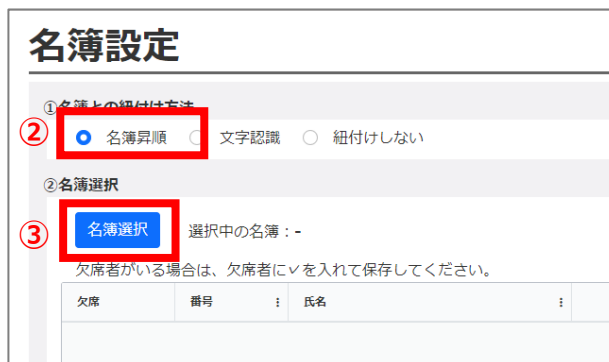 名簿設定
①名簿との紐付け方法
② 名簿昇順 文字認識 紐付けしない
②名簿選択
③ 名簿選択 選択中の名簿：-
欠席者がいる場合は、欠席者に✓を入れて保存してください。
欠席 番号 ⋮ 氏名 ⋮